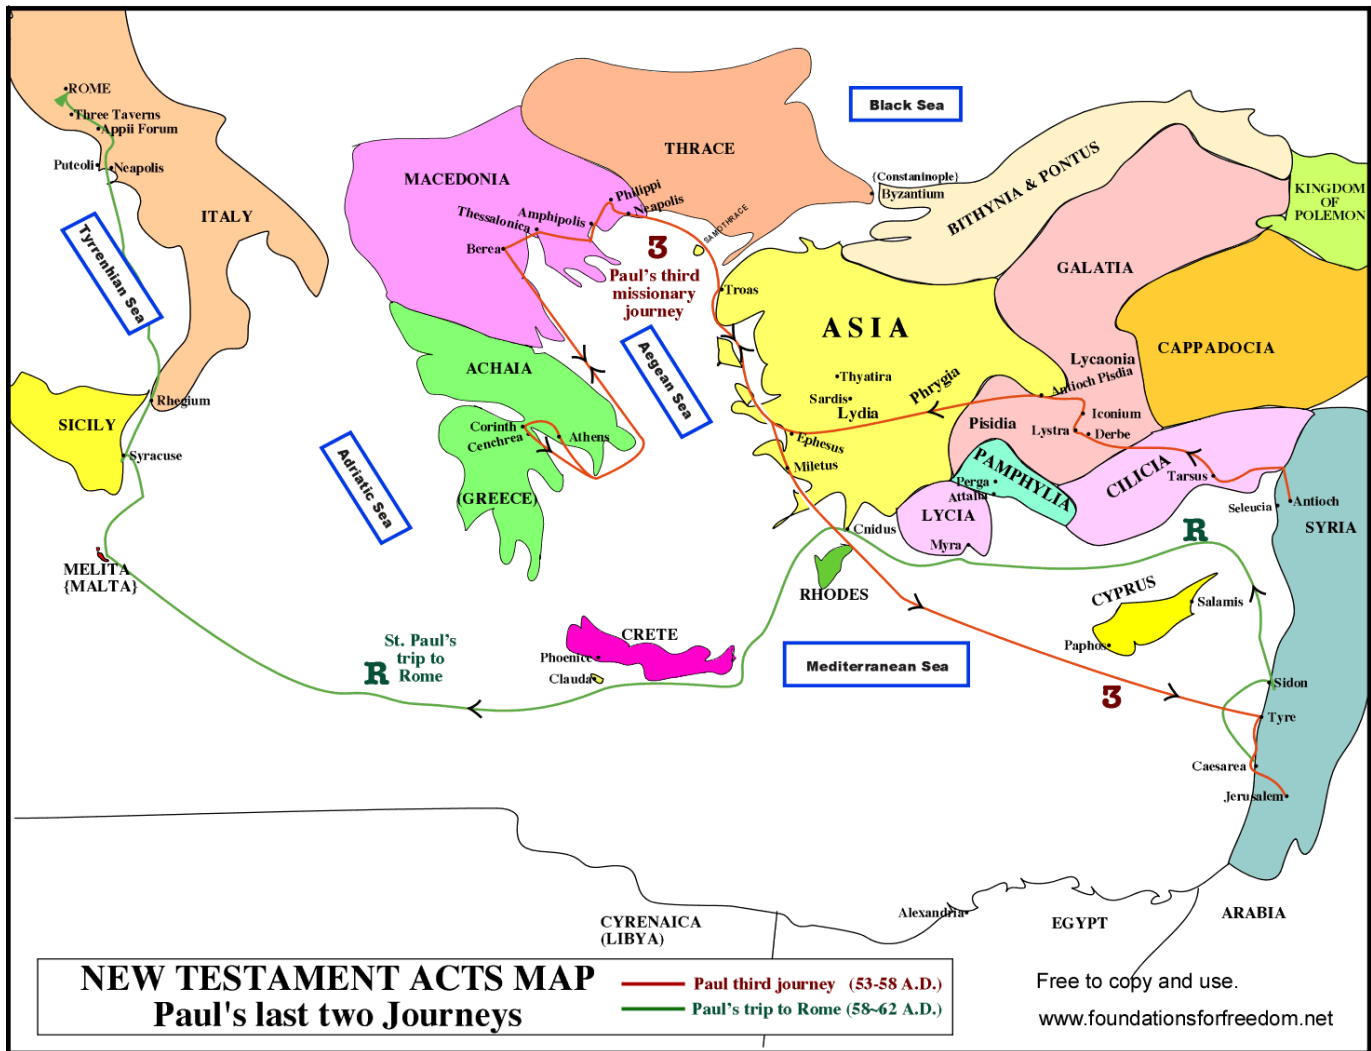 ROME
Three Taverns
Appii Forum
Puteoli
Neapolis
ITALY
Tyrrenhian Sea
Rhegium
SICILY
Syracuse
MELITA
{MALTA}
Adriatic Sea
MACEDONIA
THRACE
Black Sea
Philippi
Neapolis
Amphipolis
Thessalonica
Berea
SAMOTHRACE
3
Paul's third
missionary
journey
Aegean Sea
ACHAIA
Corinth
Cenchrea
Athens
(GREECE)
{Constaninople}
Byzantium
BITHYNIA & PONTUS
KINGDOM
OF
POLEMON
GALATIA
Troas
ASIA
Thyatira
Sardis
Lydia
Phrygia
Lycaonia
CAPPADOCIA
Antioch Pisdia
Iconium
Lystra
Derbe
Pisidia
Ephesus
Miletus
PAMPHYLIA
Perga
Attalia
CILICIA
Tarsus
Antioch
Seleucia
SYRIA
LYCIA
Myra
Cnidus
RHODES
R
CYPRUS
Salamis
Paphos
CRETE
Phoenice
Clauda
St. Paul's
trip to
Rome
R
Mediterranean Sea
3
Sidon
Tyre
Caesarea
Jerusalem
Alexandria
CYRENAICA
(LIBYA)
EGYPT
ARABIA
NEW TESTAMENT ACTS MAP
Paul's last two Journeys
Paul third journey (53-58 A.D.)
Paul's trip to Rome (58~62 A.D.)
Free to copy and use.
www.foundationsforfreedom.net